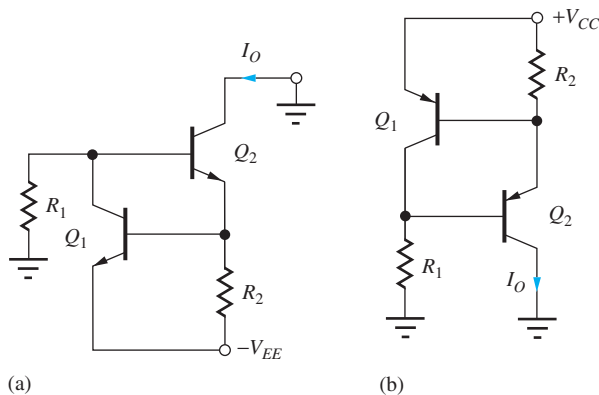 I_O
Q_2
R_1
Q_1
R_2
−V_EE
(a)
+V_CC
R_2
Q_1
Q_2
R_1
I_O
(b)